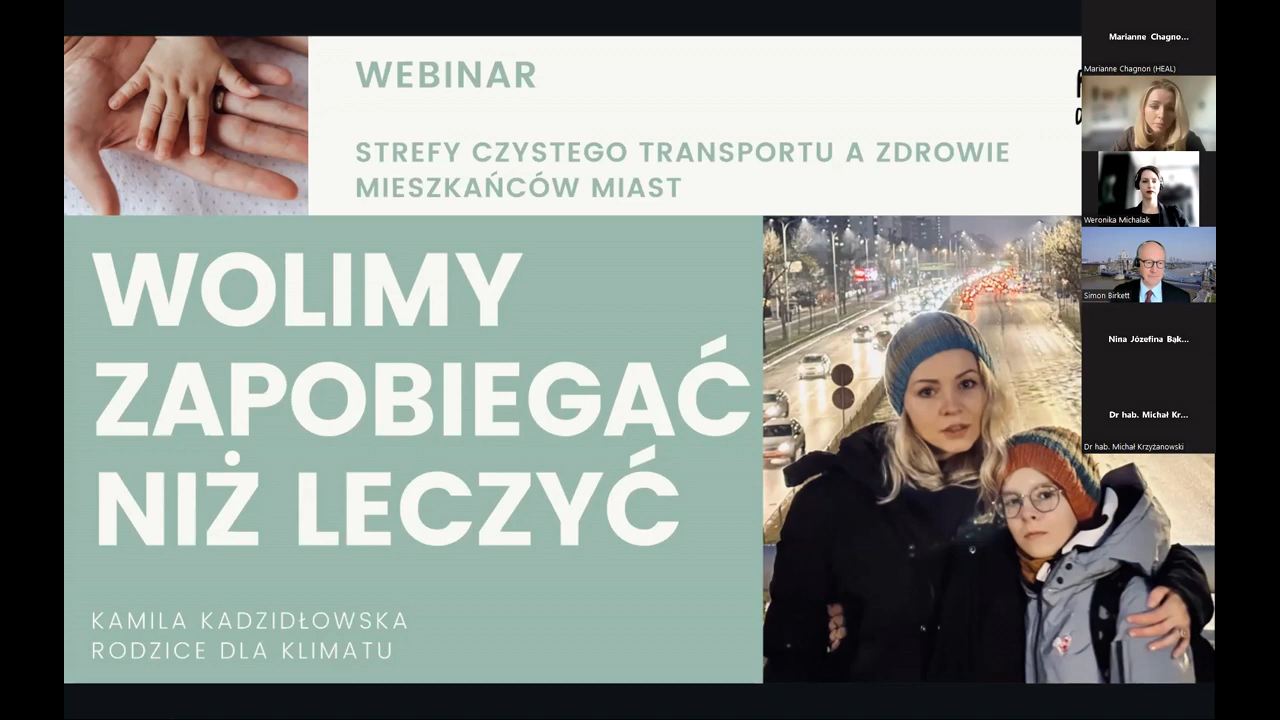 WEBINAR
STREFY CZYSTEGO TRANSPORTU A ZDROWIE
MIESZKAŃCÓW MIAST
WOLIMY
ZAPOBIEGAĆ
NIŻ LECZYĆ
KAMILA KADZIDŁOWSKA
RODZICE DLA KLIMATU
Marianne Chagno...
Marianne Chagnon (HEAL)
Weronika Michalak
Simon Birkett
Nina Józefina Bąk...
Dr hab. Michał Kr...
Dr hab. Michał Krzyżanowski